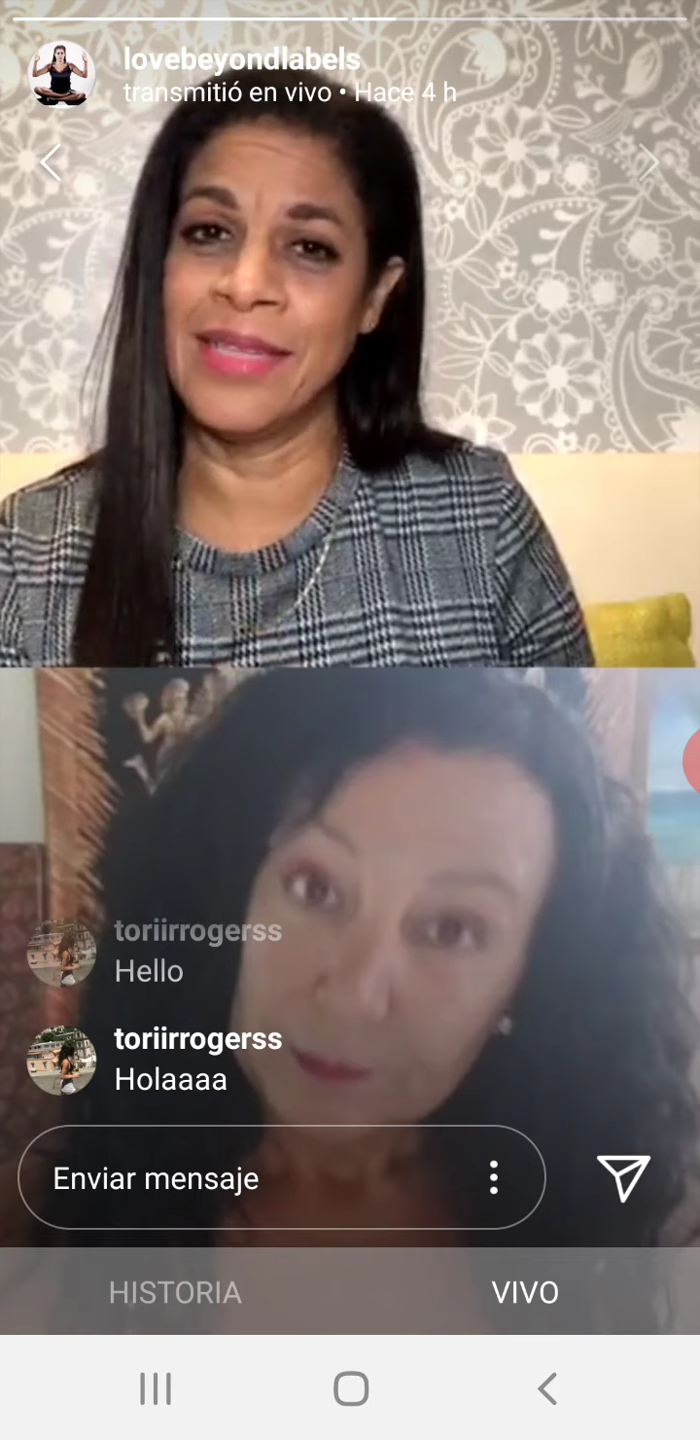 lovebeyondlabels
transmitió en vivo • Hace 4 h
toriirrogerss
Hello
toriirrogerss
Holaaaa
Enviar mensaje
HISTORIA
VIVO